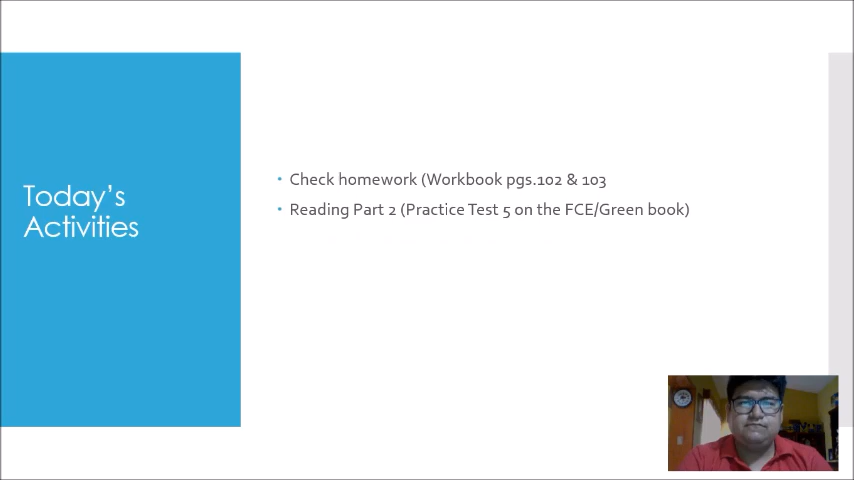 Today's
Activities
• Check homework (Workbook pgs.102 & 103
• Reading Part 2 (Practice Test 5 on the FCE/Green book)